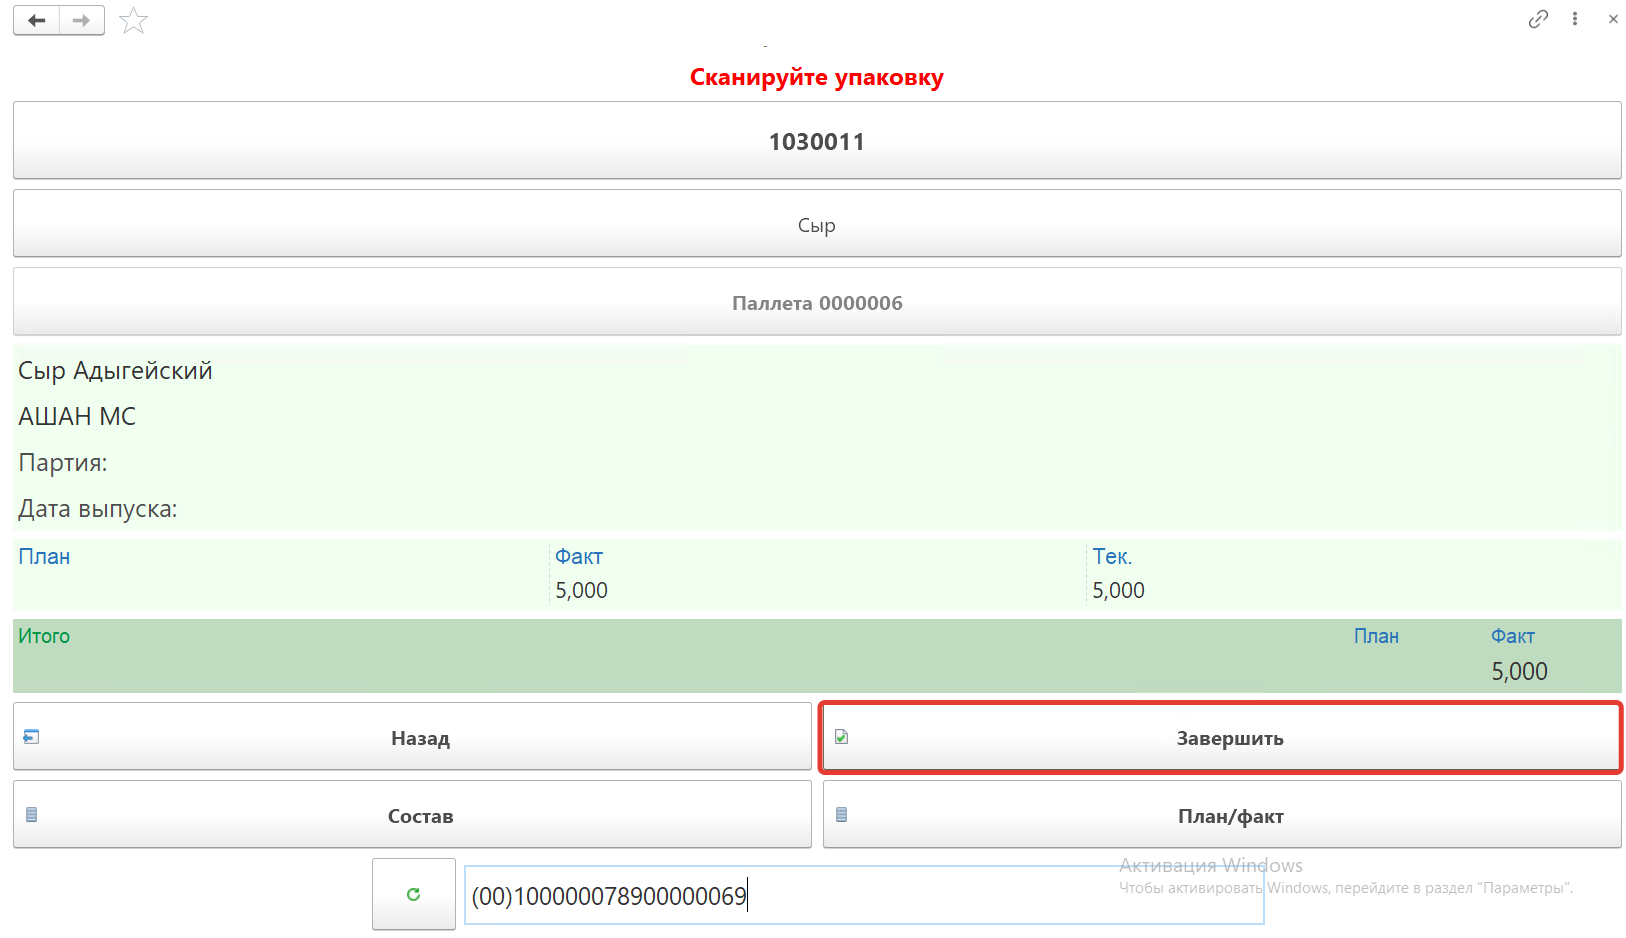 Сканируйте упаковку
1030011
Сыр
Паллета 0000006
Сыр Адыгейский
АШАН МС
Партия:
Дата выпуска:
План Факт Тек.
5,000 5,000
Итого План Факт
5,000
Назад Завершить
Состав План/факт
Активация Windows
(00)100000078900000069
Чтобы активировать Windows, перейдите в раздел "Параметры".